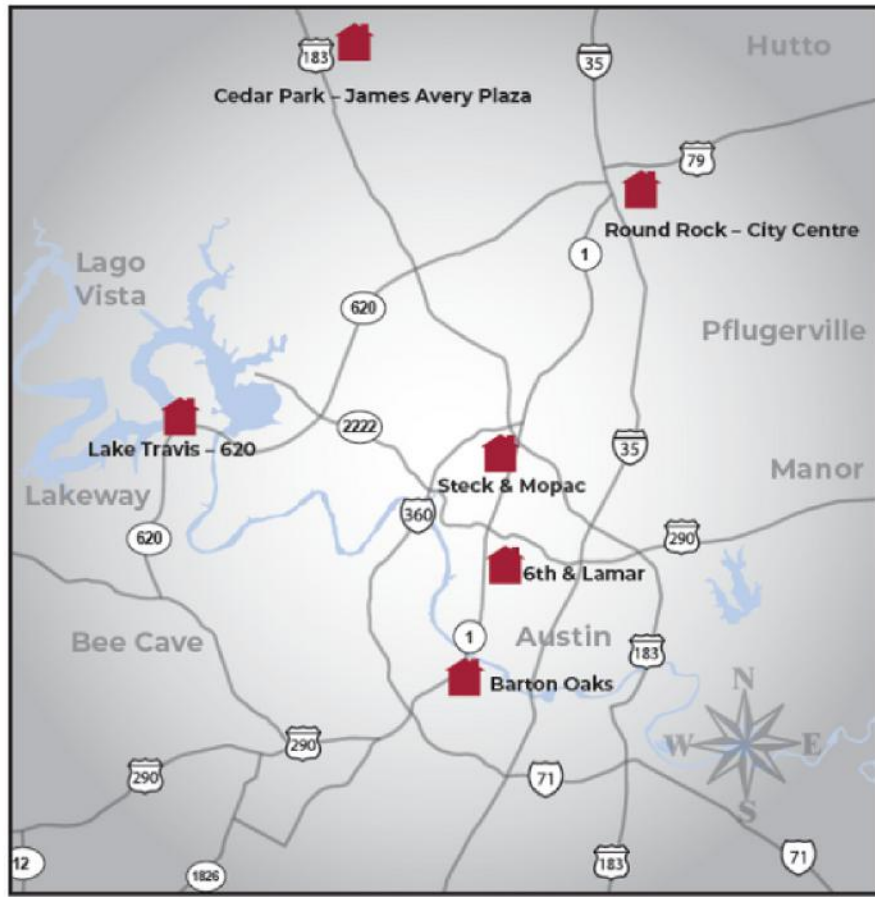 Hutto
183
35
Cedar Park – James Avery Plaza
79
Round Rock – City Centre
1
Lago
Vista
620
Pflugerville
2222
35
Lake Travis – 620
Manor
Steck & Mopac
Lakeway
360
620
290
6th & Lamar
Bee Cave
1
Austin
183
Barton Oaks
N
W
E
290
290
71
S
12
1826
183
71